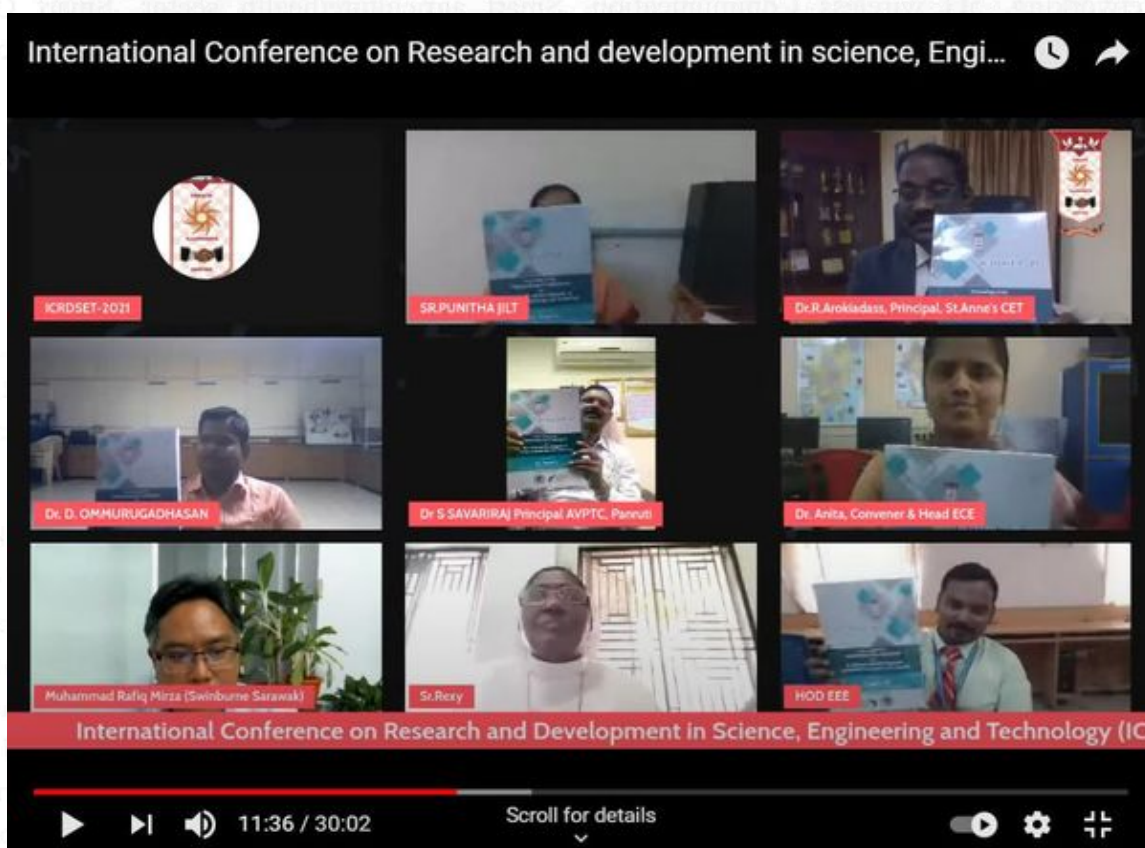 International Conference on Research and development in science, Engi...
ICRDSET-2021
SR.PUNITHA JILT
Dr.R.Arokiadass, Principal, St.Anne's CET
Dr. D. OMMURUGADHASAN
Dr S SAVARIRAJ Principal AVPTC, Panruti
Dr. Anita, Convener & Head ECE
Muhammad Rafiq Mirza (Swinburne Sarawak)
Sr.Rexy
HOD EEE
International Conference on Research and Development in Science, Engineering and Technology (IC
11:36 / 30:02
Scroll for details